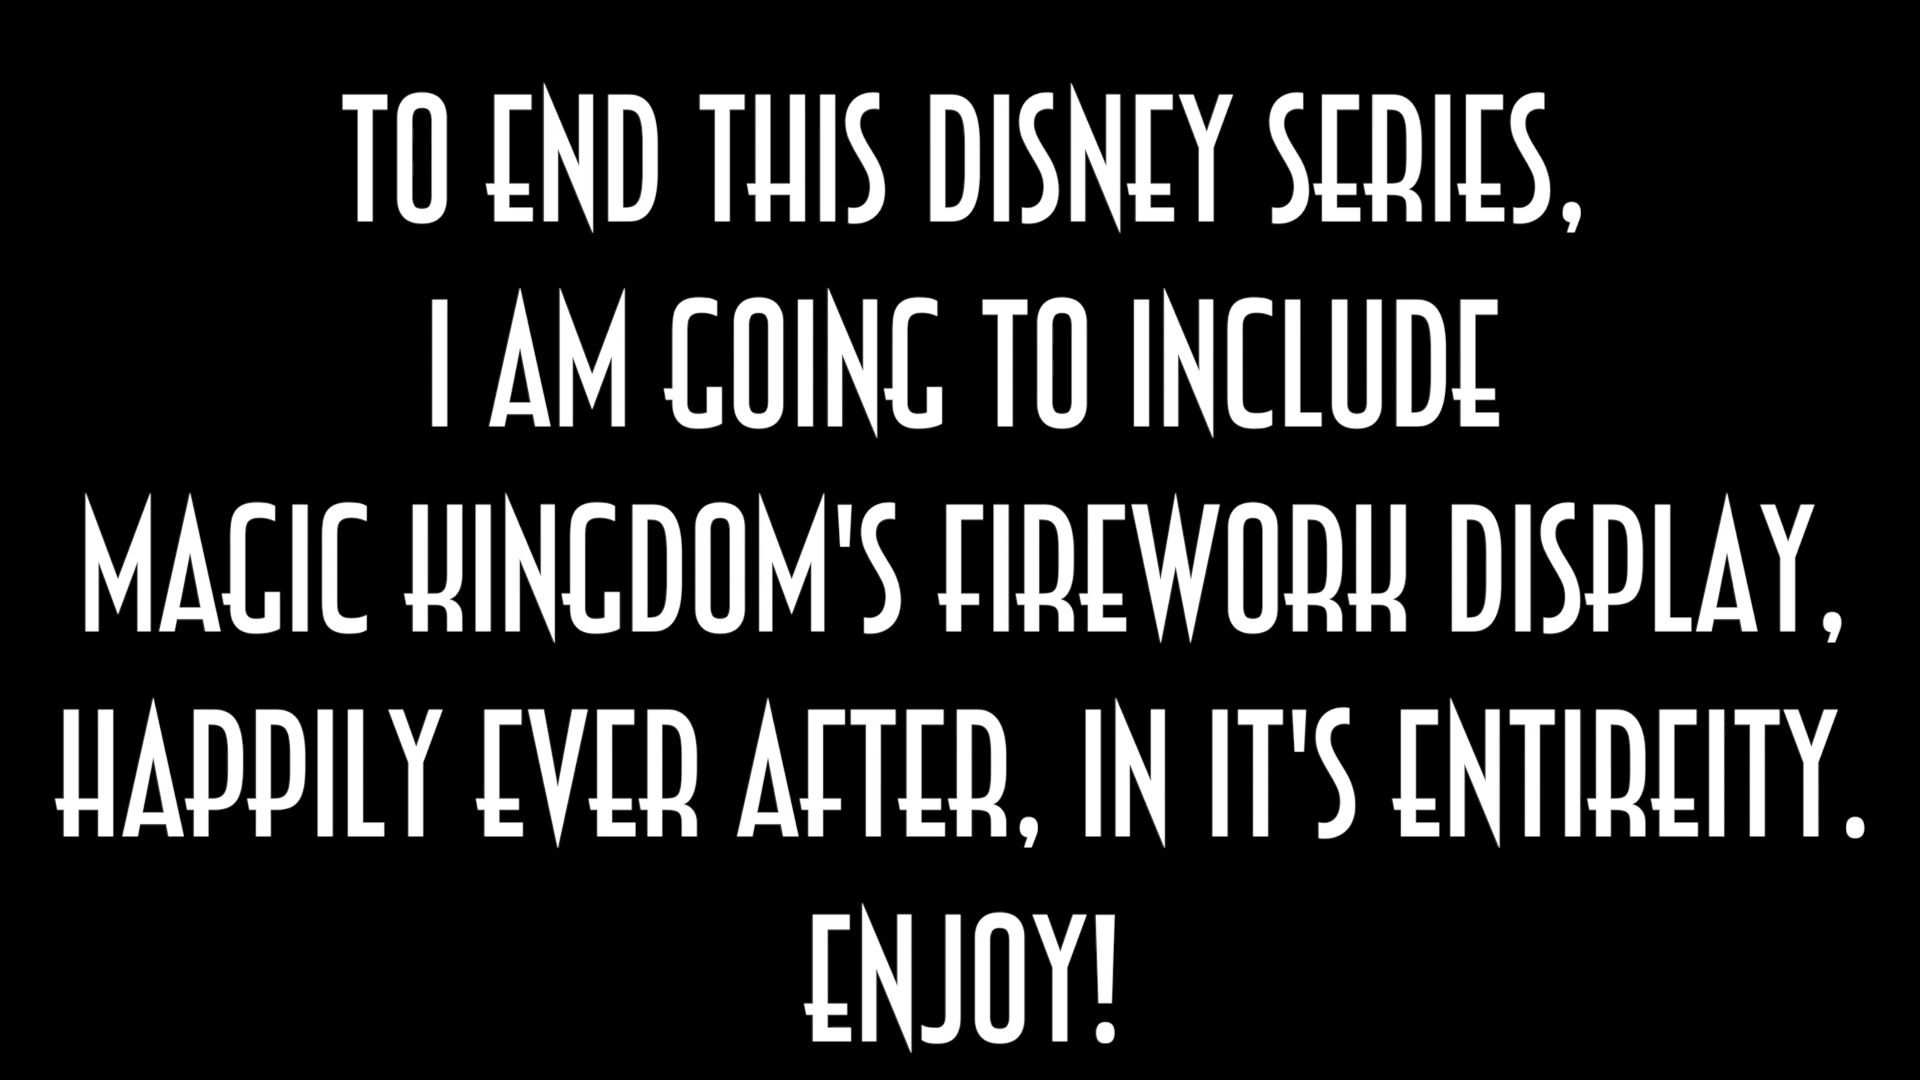 TO END THIS DISNEY SERIES,
I AM GOING TO INCLUDE
MAGIC KINGDOM'S FIREWORK DISPLAY,
HAPPILY EVER AFTER, IN IT'S ENTIREITY.
ENJOY!